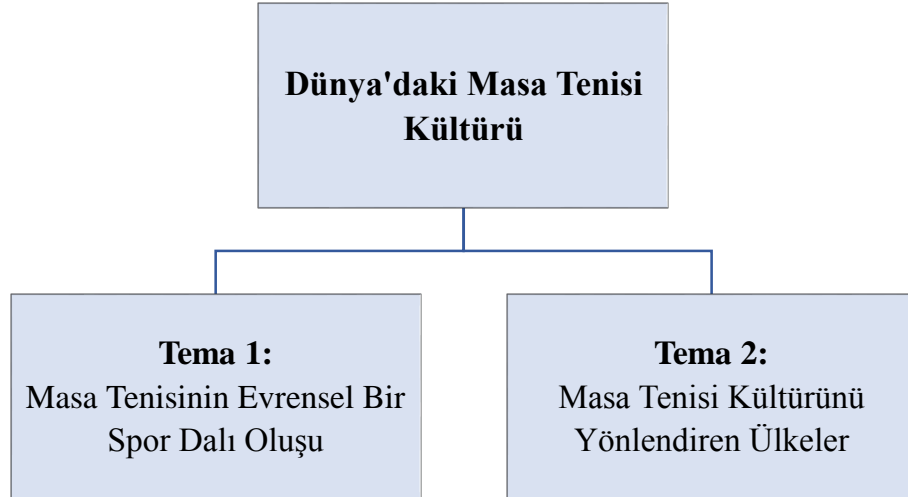 Dünya'daki Masa Tenisi
Kültürü
Tema 1:
Masa Tenisinin Evrensel Bir
Spor Dalı Oluşu
Tema 2:
Masa Tenisi Kültürünü
Yönlendiren Ülkeler